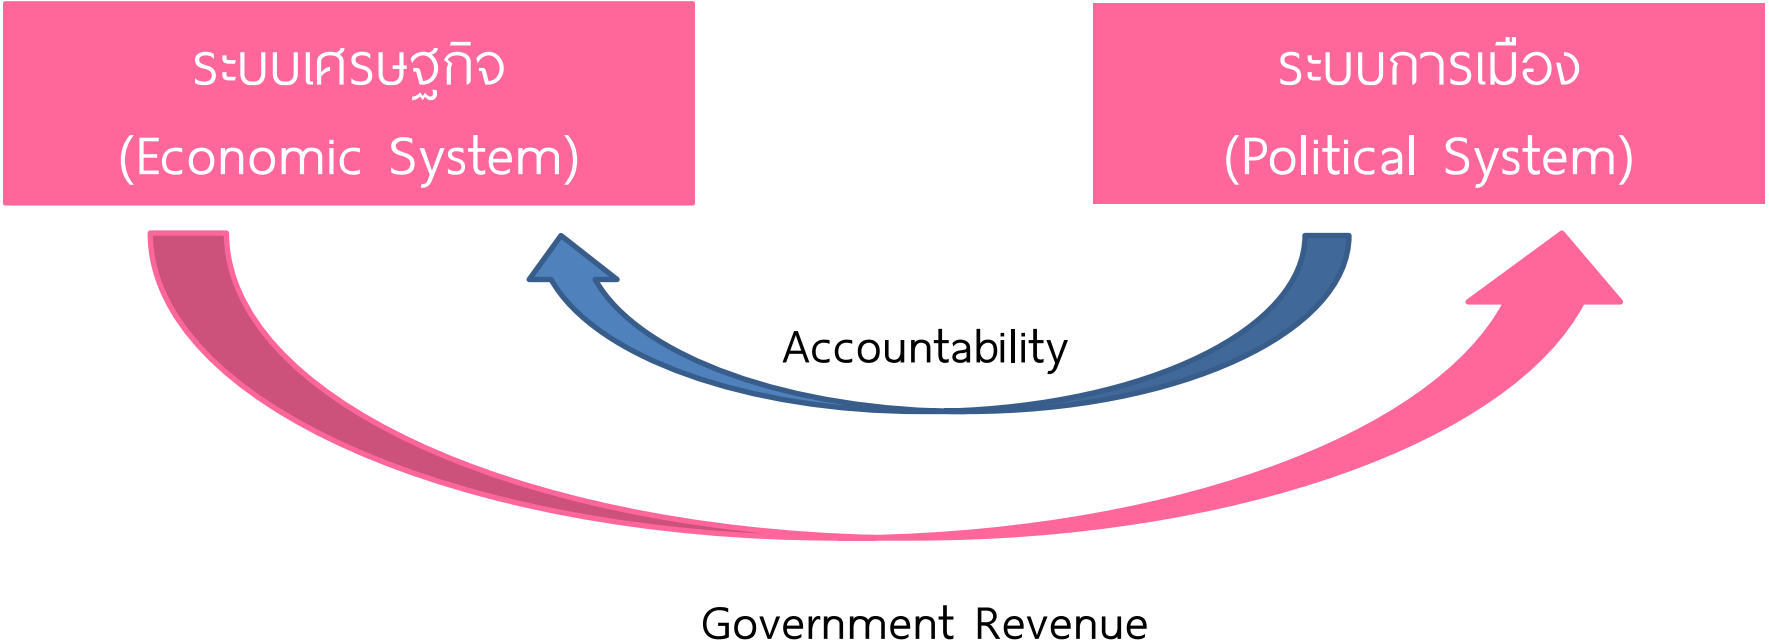 ระบบเศรษฐกิจ
(Economic System)
ระบบการเมือง
(Political System)
Accountability
Government Revenue